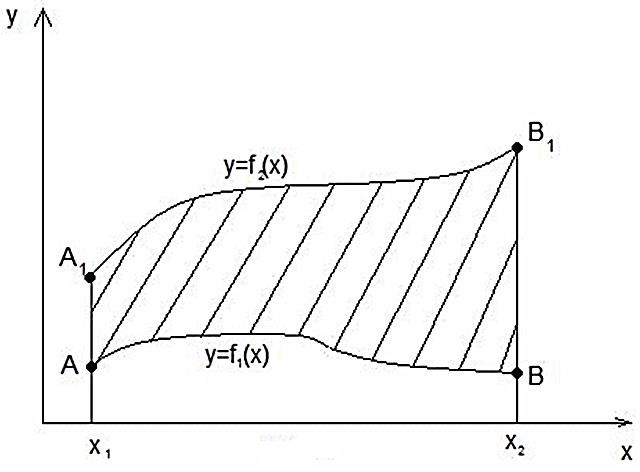 y
B₁
y=f₂(x)
A₁
y=f₁(x)
A
B
x₁
x₂
x